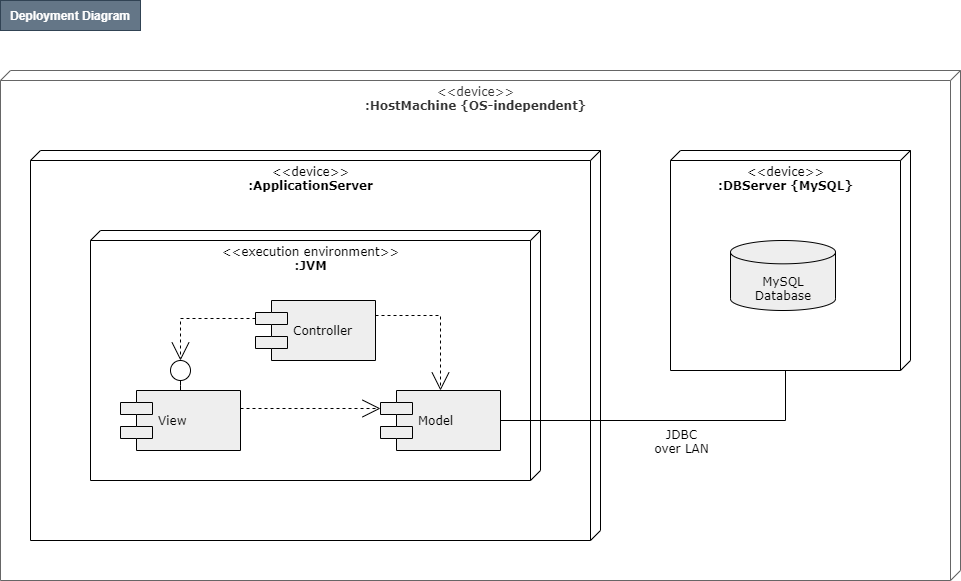 Deployment Diagram
<<device>>
:HostMachine {OS-independent}
<<device>>
:ApplicationServer
<<device>>
:DBServer {MySQL}
<<execution environment>>
:JVM
MySQL
Database
Controller
View
Model
JDBC
over LAN